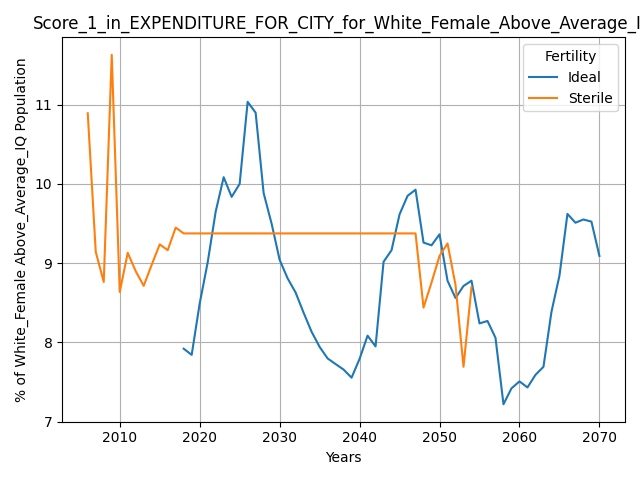 Score_1_in_EXPENDITURE_FOR_CITY_for_White_Female_Above_Average_I
Fertility
Ideal
Sterile
% of White_Female Above_Average_IQ Population
11
10
9
8
7
2010
2020
2030
2040
2050
2060
2070
Years